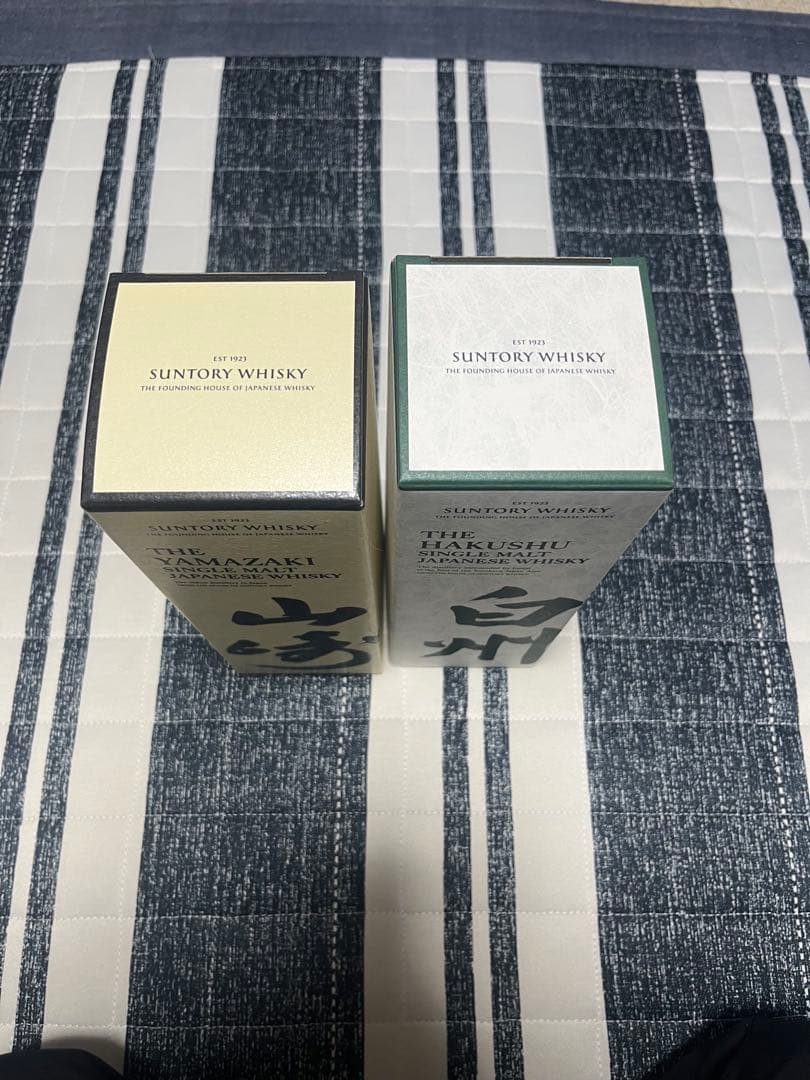 EST 1923
SUNTORY WHISKY
THE FOUNDING HOUSE OF JAPANESE WHISKY
EST 1923
SUNTORY WHISKY
THE FOUNDING HOUSE OF JAPANESE WHISKY
THE
YAMAZAKI
SINGLE MALT
JAPANESE WHISKY
山崎
EST 1923
SUNTORY WHISKY
THE FOUNDING HOUSE OF JAPANESE WHISKY
EST 1923
SUNTORY WHISKY
THE FOUNDING HOUSE OF JAPANESE WHISKY
THE
HAKUSHU
SINGLE MALT
JAPANESE WHISKY
白州